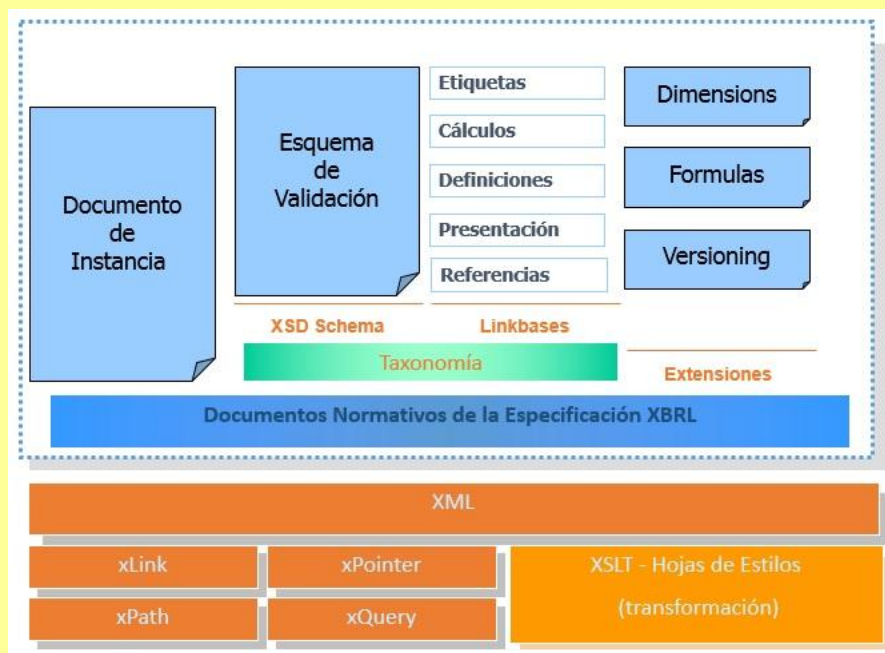 Documento
de
Instancia
Esquema
de
Validación
Etiquetas
Cálculos
Definiciones
Presentación
Referencias
Dimensions
Formulas
Versioning
XSD Schema
Linkbases
Taxonomía
Extensiones
Documentos Normativos de la Especificación XBRL
XML
xLink
xPointer
xPath
xQuery
XSLT - Hojas de Estilos
(transformación)